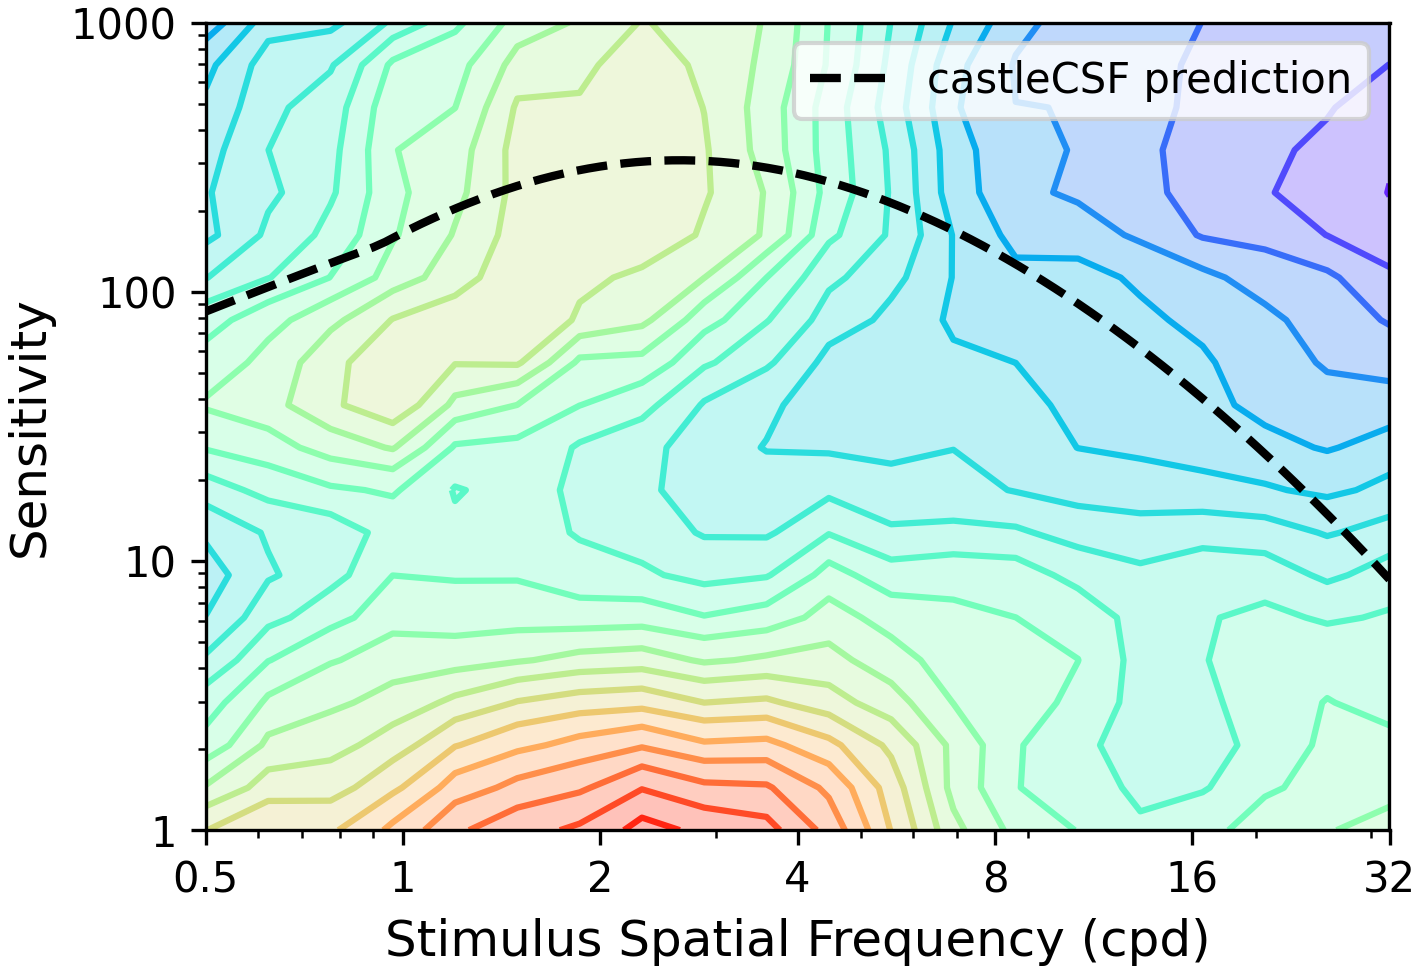 1000
100
10
1
Sensitivity
castleCSF prediction
0.5 1 2 4 8 16 32
Stimulus Spatial Frequency (cpd)